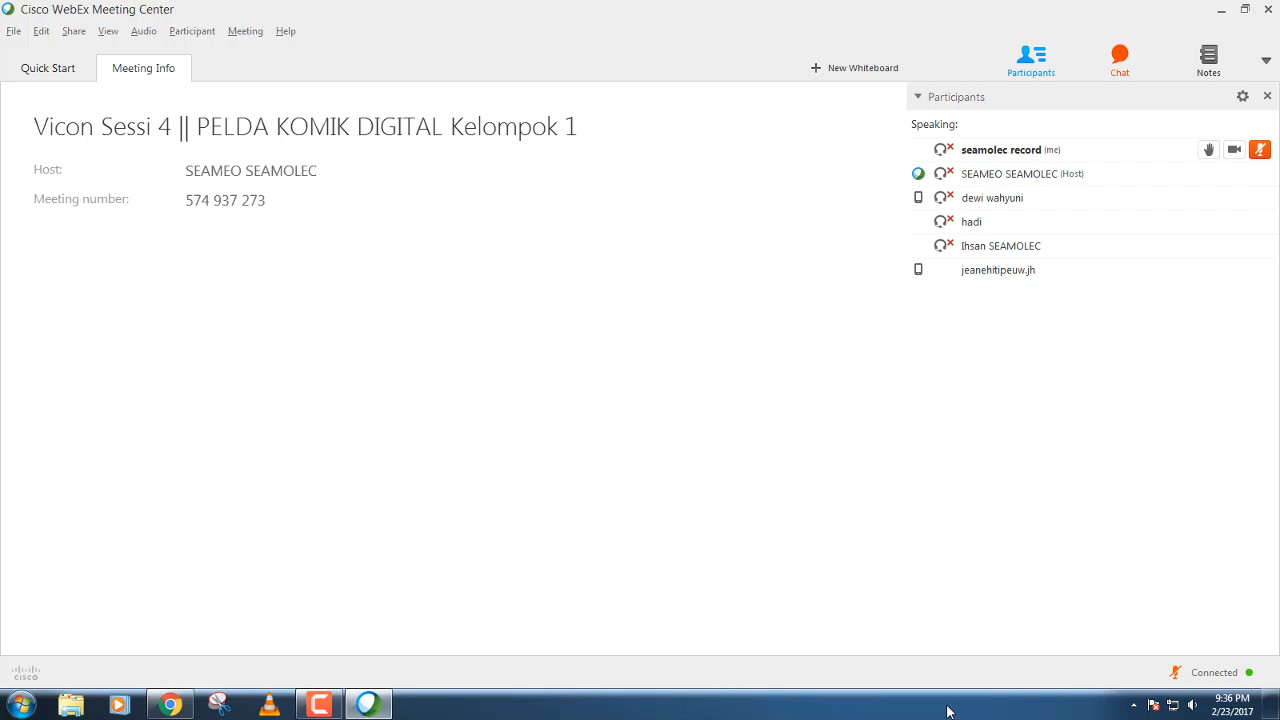 Cisco WebEx Meeting Center
File Edit Share View Audio Participant Meeting Help
Quick Start Meeting Info New Whiteboard Participants Chat Notes
Vicon Sessi 4 || PELDA KOMIK DIGITAL Kelompok 1
Host: SEAMEO SEAMOLEC
Meeting number: 574 937 273
Participants
Speaking:
seamolec record (me)
SEAMEO SEAMOLEC (Host)
dewi wahyuni
hadi
Ihsan SEAMOLEC
jeanehitipeuw.jh
CISCO
Connected
9:36 PM
2/23/2017